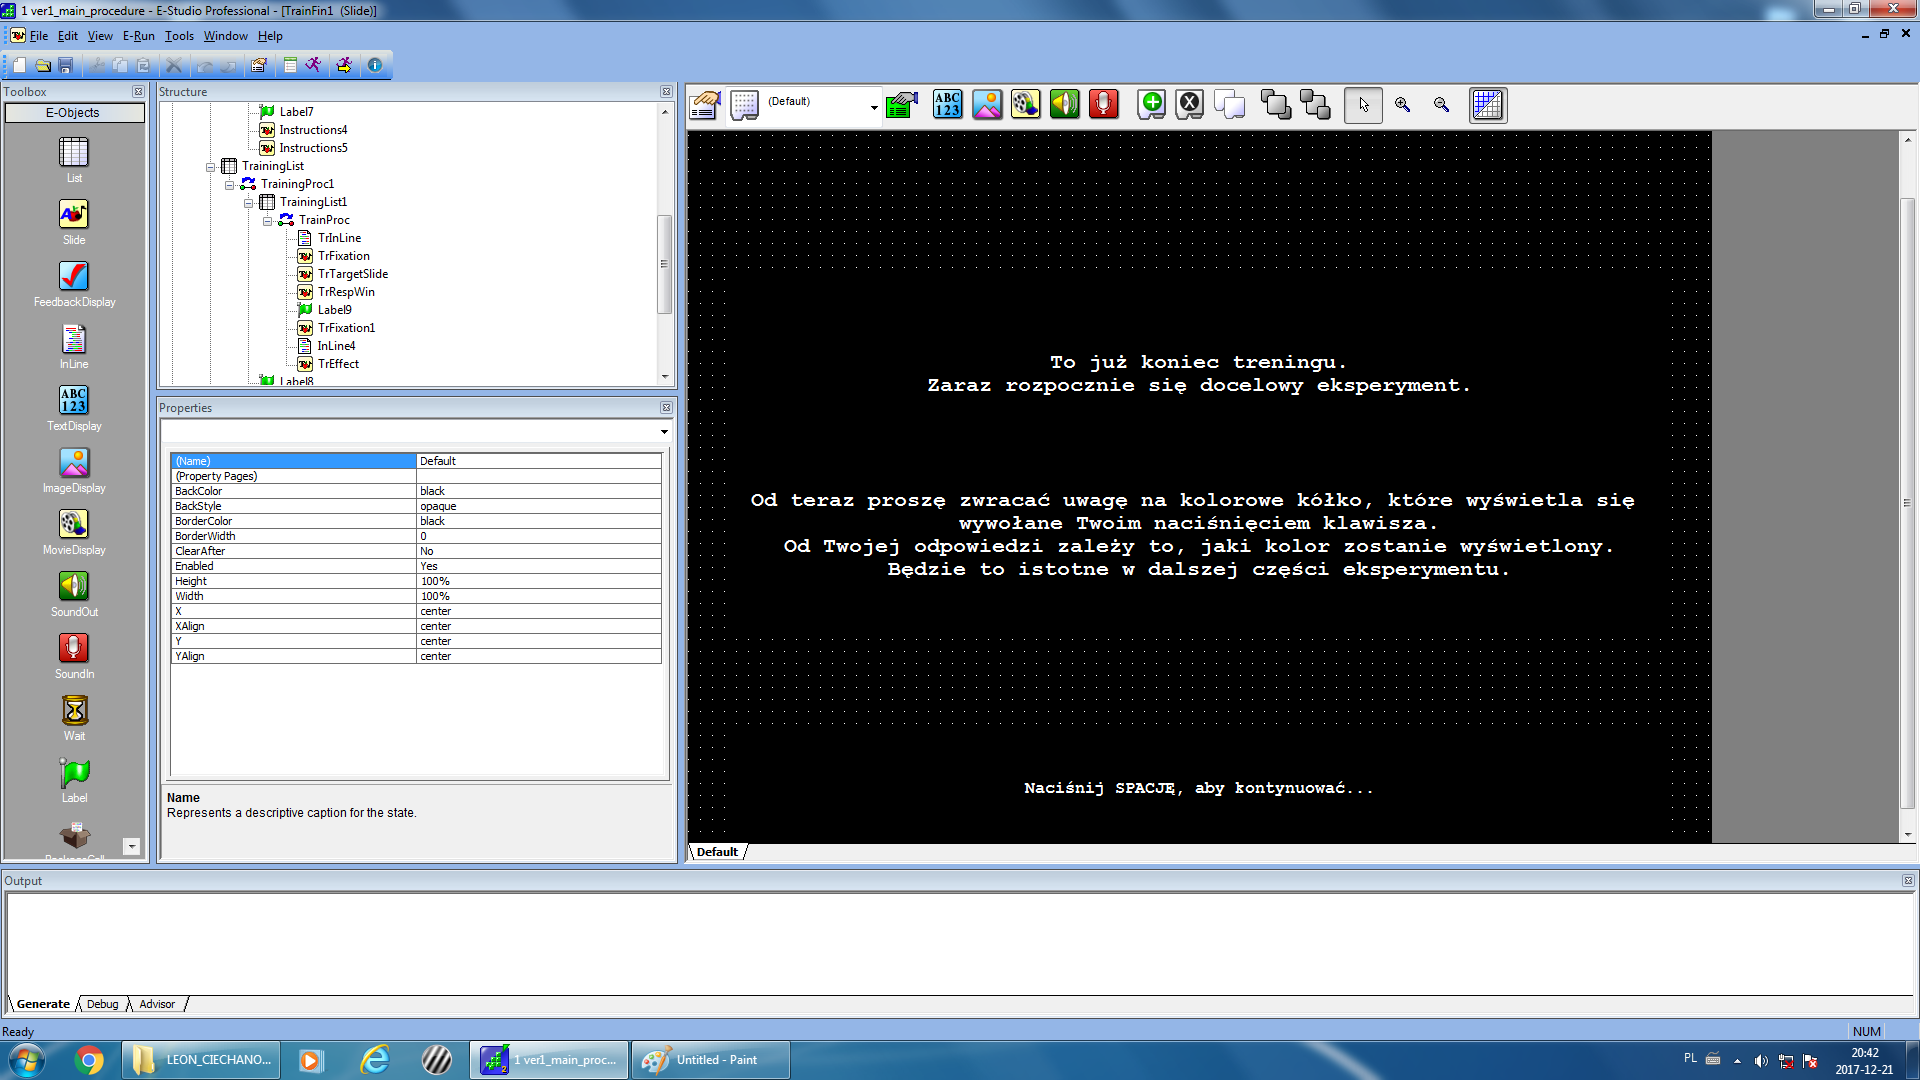 1 ver1_main_procedure - E-Studio Professional - [TrainFin1 (Slide)]
File Edit View E-Run Tools Window Help
Toolbox
E-Objects
List
Slide
FeedbackDisplay
InLine
ABC
123
TextDisplay
ImageDisplay
MovieDisplay
SoundOut
SoundIn
Wait
Label
PackageCall
Structure
Label7
Instructions4
Instructions5
TrainingList
TrainingProc1
TrainingList1
TrainProc
TrInLine
TrFixation
TrTargetSlide
TrRespWin
Label9
TrFixation1
InLine4
TrEffect
Label8
Properties
(Name) Default
(Property Pages)
BackColor black
BackStyle opaque
BorderColor black
BorderWidth 0
ClearAfter No
Enabled Yes
Height 100%
Width 100%
X center
XAlign center
Y center
YAlign center
Name
Represents a descriptive caption for the state.
(Default)
ABC
123
To już koniec treningu.
Zaraz rozpocznie się docelowy eksperyment.
Od teraz proszę zwracać uwagę na kolorowe kółko, które wyświetla się
wywołane Twoim naciśnięciem klawisza.
Od Twojej odpowiedzi zależy to, jaki kolor zostanie wyświetlony.
Będzie to istotne w dalszej części eksperymentu.
Naciśnij SPACJĘ, aby kontynuować...
Default
Output
Generate Debug Advisor
Ready
NUM
LEON_CIECHANO...
1 ver1_main_proc...
Untitled - Paint
PL
20:42
2017-12-21